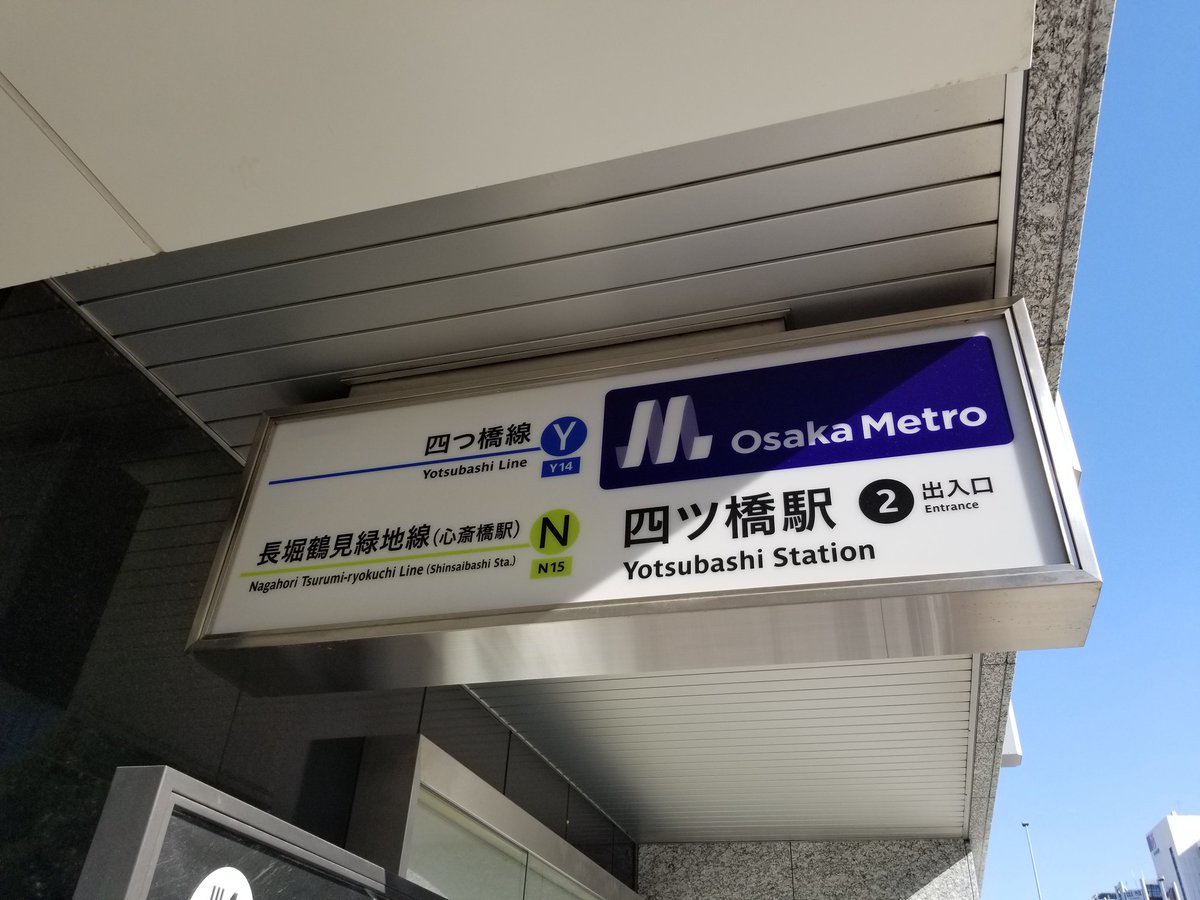 四つ橋線 Y
Yotsubashi Line Y14
長堀鶴見緑地線(心斎橋駅) N
Nagahori Tsurumi-ryokuchi Line (Shinsaibashi Sta.) N15
Osaka Metro
四ツ橋駅 2 出入口
Entrance
Yotsubashi Station